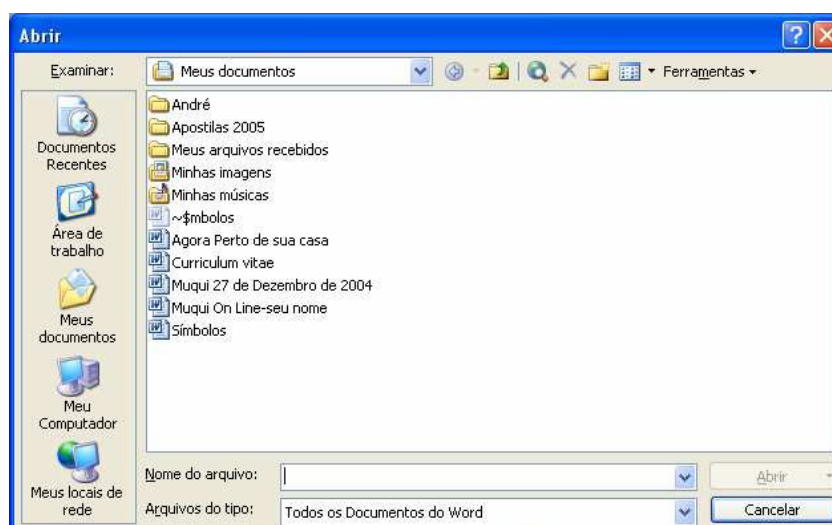 Abrir
Examinar:
Meus documentos
Ferramentas
Documentos
Recentes
Área de
trabalho
Meus
documentos
Meu
Computador
Meus locais de
rede
André
Apostilas 2005
Meus arquivos recebidos
Minhas imagens
Minhas músicas
~$mbolos
Agora Perto de sua casa
Curriculum vitae
Muqui 27 de Dezembro de 2004
Muqui On Line-seu nome
Símbolos
Nome do arquivo:
Abrir
Arquivos do tipo:
Todos os Documentos do Word
Cancelar